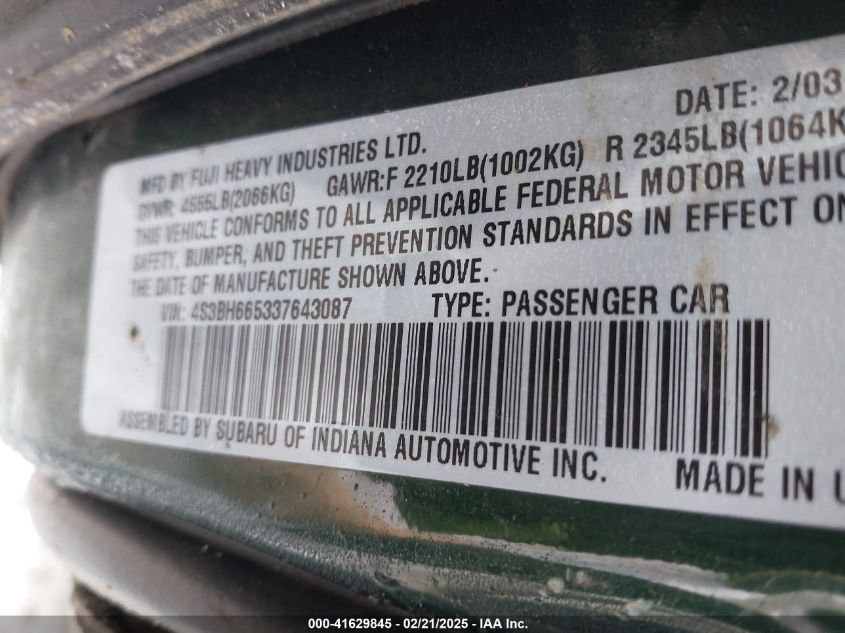 DATE: 2/03
MFD BY FUJI HEAVY INDUSTRIES LTD.
GVWR: 4555LB(2066KG) GAWR:F 2210LB(1002KG) R 2345LB(1064K
THIS VEHICLE CONFORMS TO ALL APPLICABLE FEDERAL MOTOR VEHIC
SAFETY, BUMPER, AND THEFT PREVENTION STANDARDS IN EFFECT ON
THE DATE OF MANUFACTURE SHOWN ABOVE.
VIN: 4S3BH665337643087 TYPE: PASSENGER CAR
ASSEMBLED BY SUBARU OF INDIANA AUTOMOTIVE INC.
MADE IN U
000-41629845 - 02/21/2025 - IAA Inc.